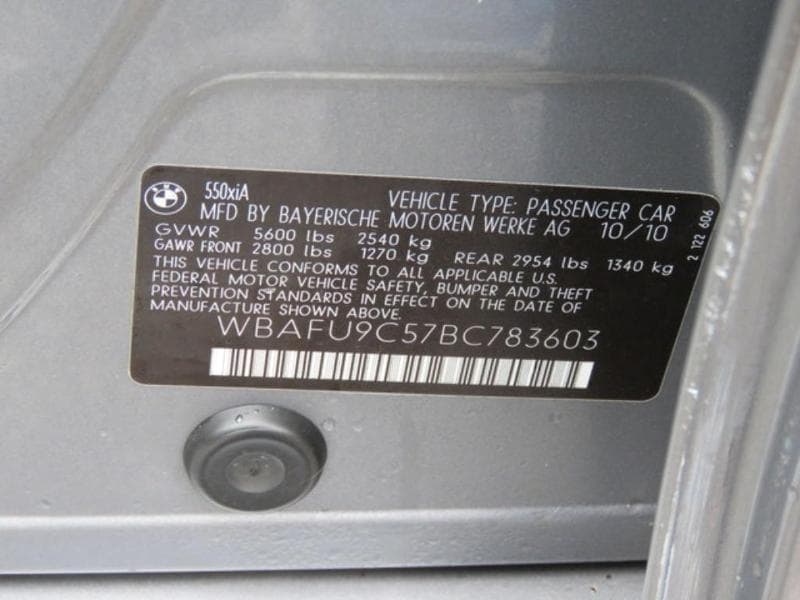 BMW
550xiA
VEHICLE TYPE: PASSENGER CAR
MFD BY BAYERISCHE MOTOREN WERKE AG 10/10
GVWR 5600 lbs 2540 kg
GAWR FRONT 2800 lbs 1270 kg REAR 2954 lbs 1340 kg
THIS VEHICLE CONFORMS TO ALL APPLICABLE U.S.
FEDERAL MOTOR VEHICLE SAFETY, BUMPER AND THEFT
PREVENTION STANDARDS IN EFFECT ON THE DATE OF
MANUFACTURE SHOWN ABOVE.
WBAFU9C57BC783603
2 122 606